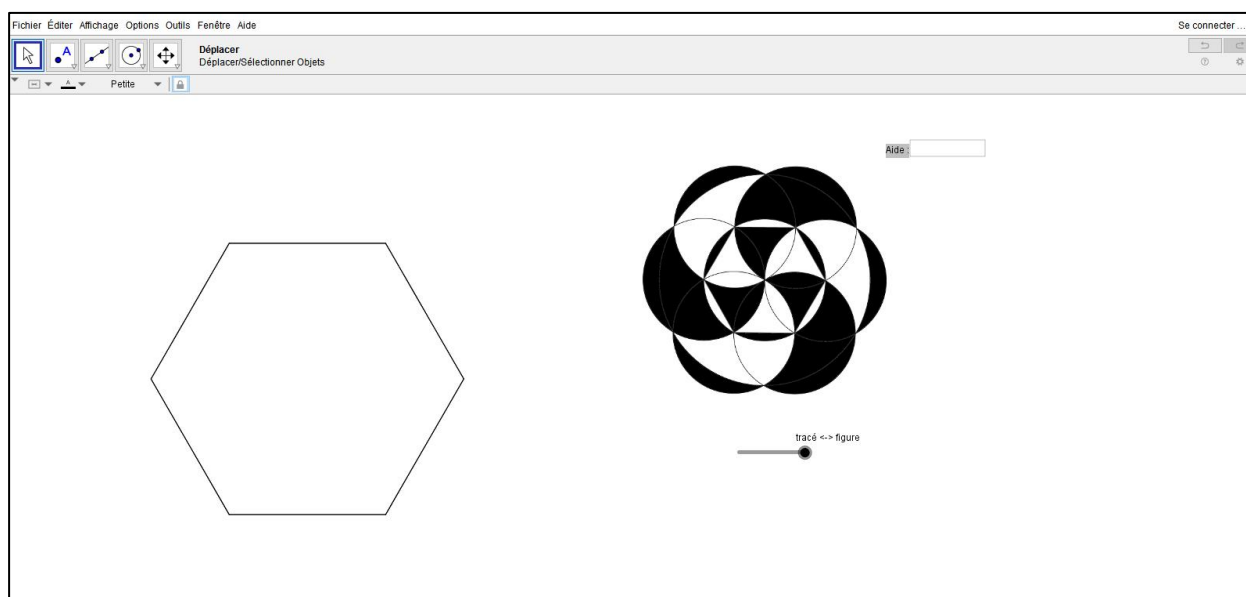 Fichier Éditer Affichage Options Outils Fenêtre Aide
Se connecter ...
A
Déplacer
Déplacer/Sélectionner Objets
A
Petite
Aide :
tracé <-> figure